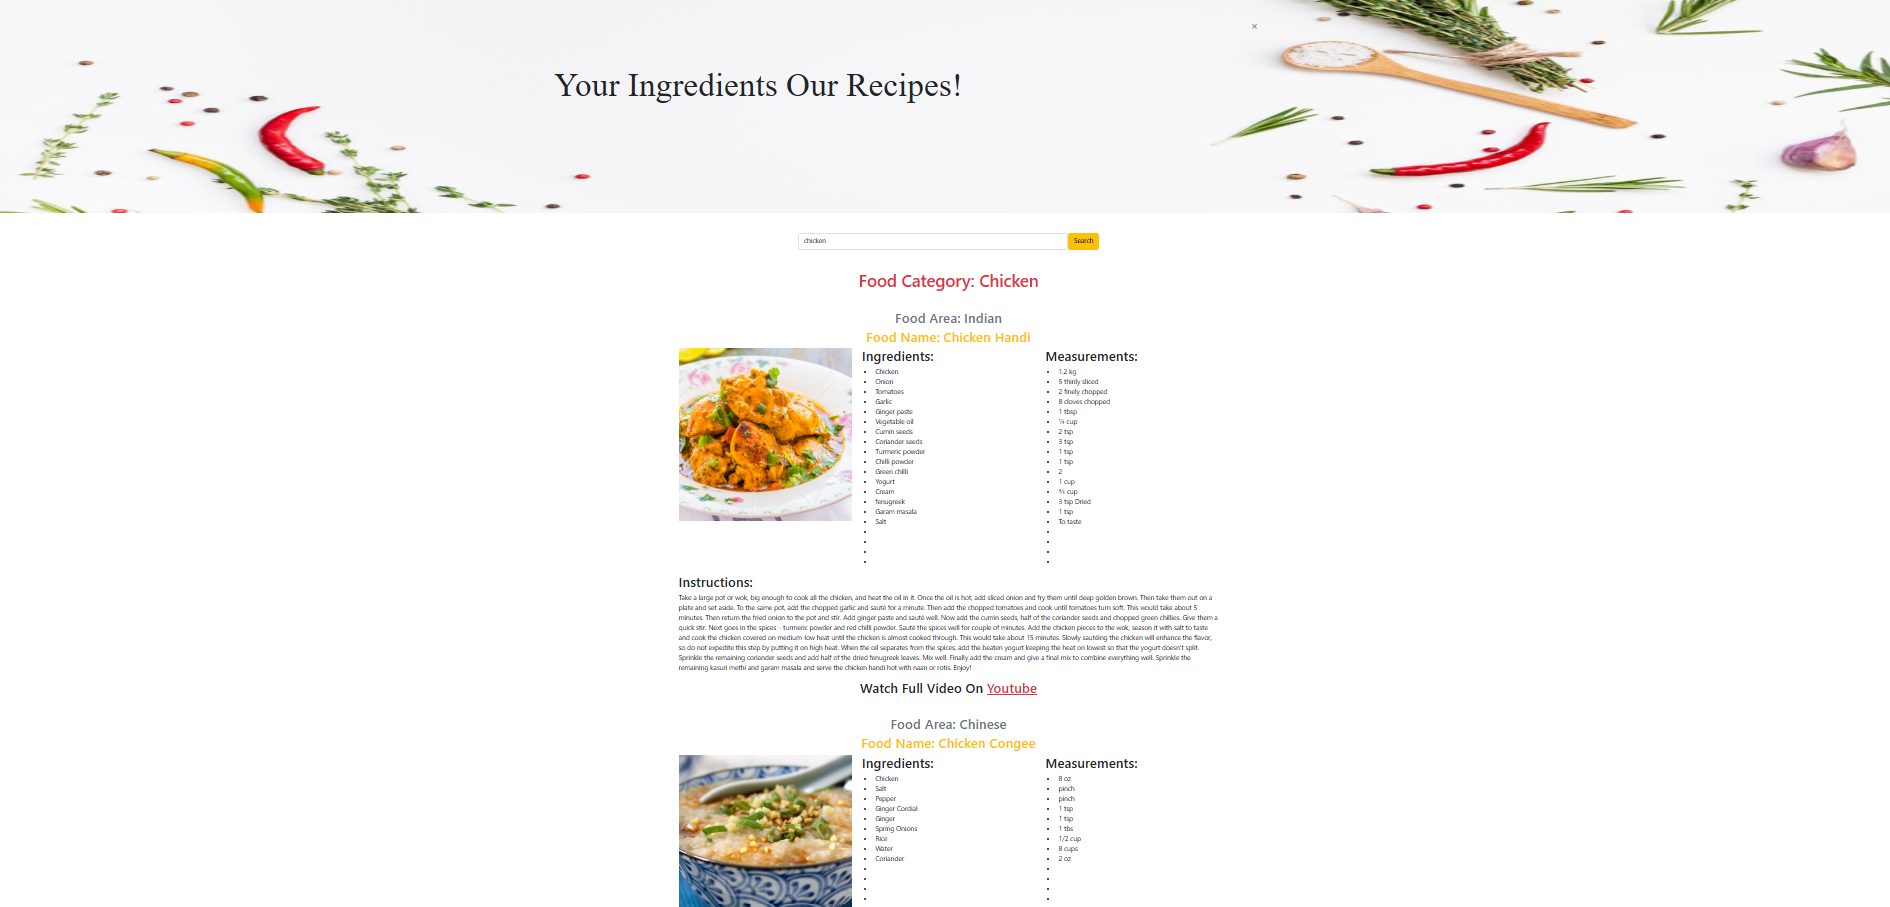 ×
Your Ingredients Our Recipes!
chicken
Search
Food Category: Chicken
Food Area: Indian
Food Name: Chicken Handi
Ingredients:
Chicken
Onion
Tomatoes
Garlic
Ginger paste
Vegetable oil
Cumin seeds
Coriander seeds
Turmeric powder
Chilli powder
Green chilli
Yogurt
Cream
fenugreek
Garam masala
Salt
Measurements:
1.2 kg
5 thinly sliced
2 finely chopped
8 cloves chopped
1 tbsp
¼ cup
2 tsp
3 tsp
1 tsp
1 tsp
2
1 cup
¾ cup
3 tsp Dried
1 tsp
To taste
Instructions:
Take a large pot or wok, big enough to cook all the chicken, and heat the oil in it. Once the oil is hot, add sliced onion and fry them until deep golden brown. Then take them out on a
plate and set aside. To the same pot, add the chopped garlic and sauté for a minute. Then add the chopped tomatoes and cook until tomatoes turn soft. This would take about 5
minutes. Then return the fried onion to the pot and stir. Add ginger paste and sauté well. Now add the cumin seeds, half of the coriander seeds and chopped green chillies. Give them a
quick stir. Next goes in the spices – turmeric powder and red chilli powder. Sauté the spices well for couple of minutes. Add the chicken pieces to the wok, season it with salt to taste
and cook the chicken covered on medium-low heat until the chicken is almost cooked through. This would take about 15 minutes. Slowly sautéing the chicken will enhance the flavor,
so do not expedite this step by putting it on high heat. When the oil separates from the spices, add the beaten yogurt keeping the heat on lowest so that the yogurt doesn't split.
Sprinkle the remaining coriander seeds and add half of the dried fenugreek leaves. Mix well. Finally add the cream and give a final mix to combine everything well. Sprinkle the
remaining kasuri methi and garam masala and serve the chicken handi hot with naan or rotis. Enjoy!
Watch Full Video On Youtube
Food Area: Chinese
Food Name: Chicken Congee
Ingredients:
Chicken
Salt
Pepper
Ginger Cordial
Ginger
Spring Onions
Rice
Water
Coriander
Measurements:
8 oz
pinch
pinch
1 tsp
1 tsp
1 tbs
1/2 cup
8 cups
2 oz